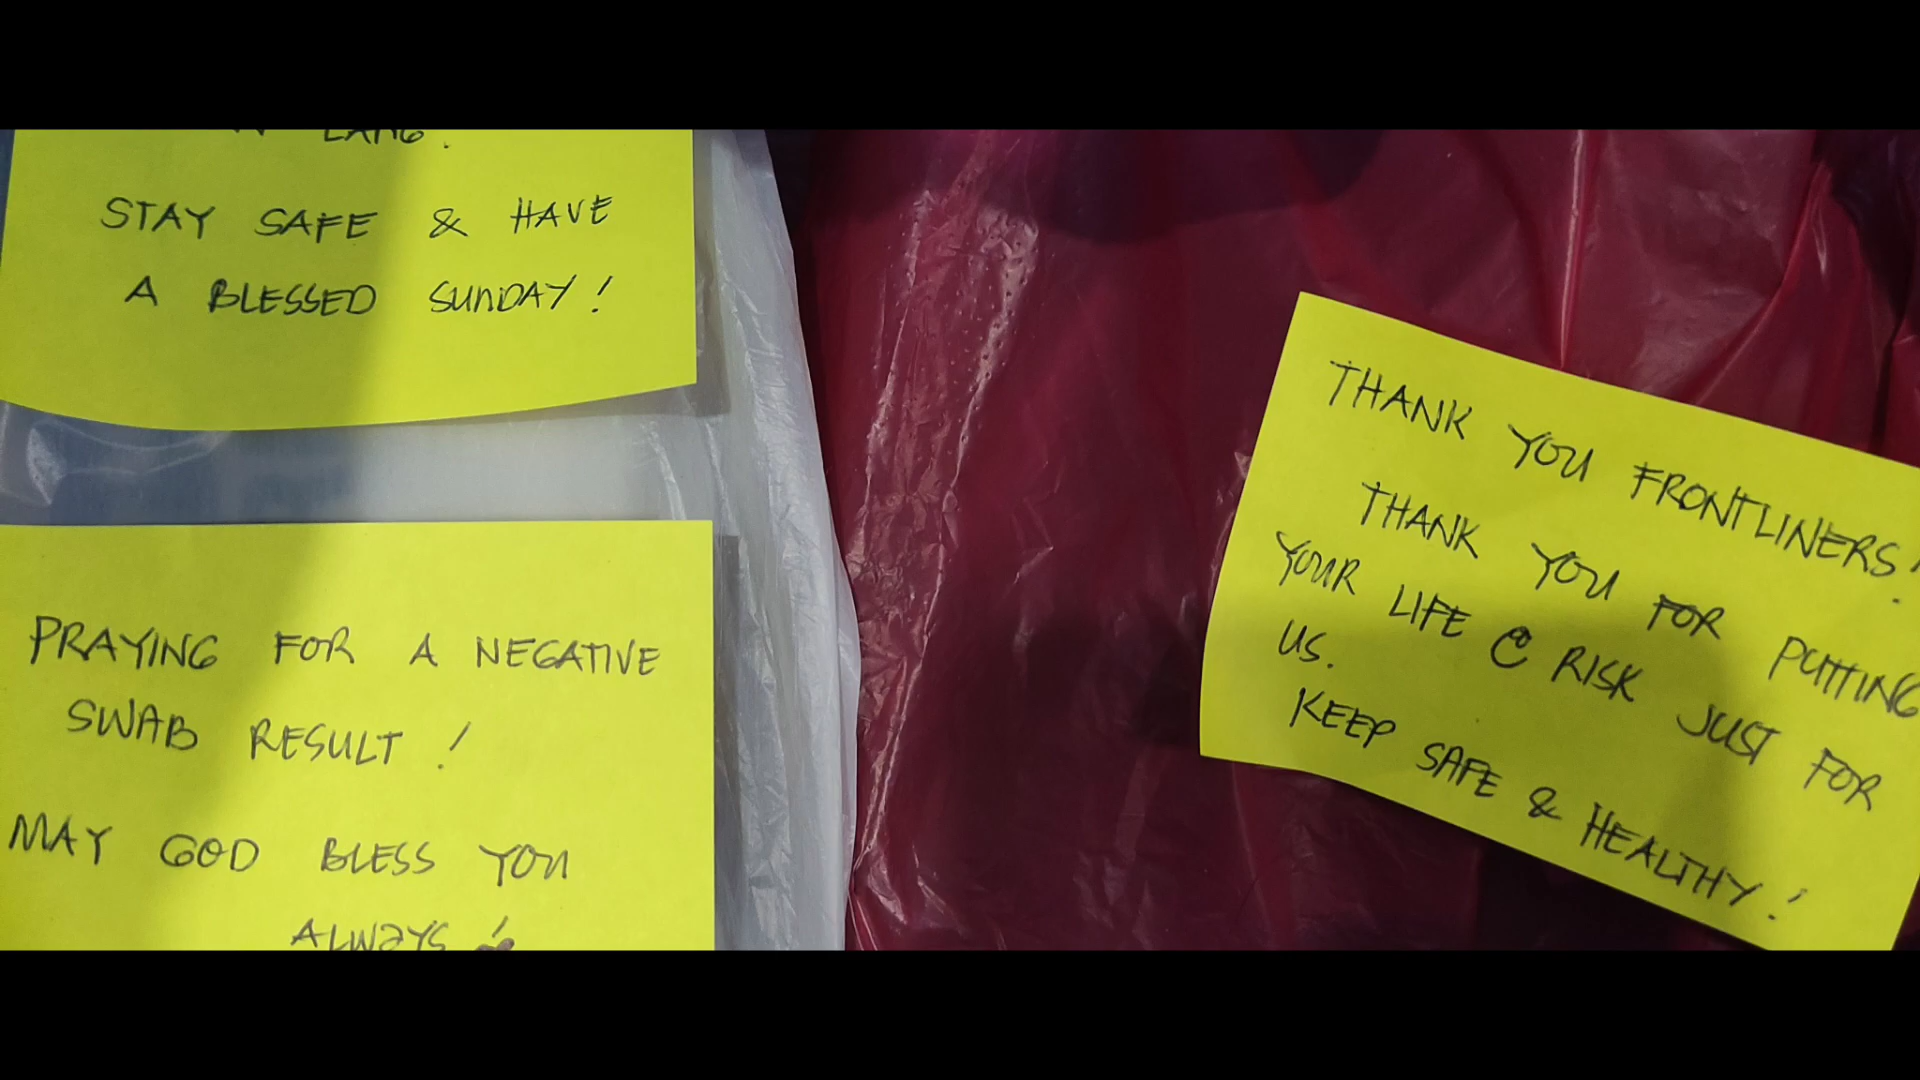 LANG.
STAY SAFE & HAVE
A BLESSED SUNDAY!
PRAYING FOR A NEGATIVE
SWAB RESULT!
MAY GOD BLESS YOU
ALWAYS!
THANK YOU FRONTLINERS!
THANK YOU FOR PUTTING
YOUR LIFE @ RISK JUST FOR
US.
KEEP SAFE & HEALTHY!